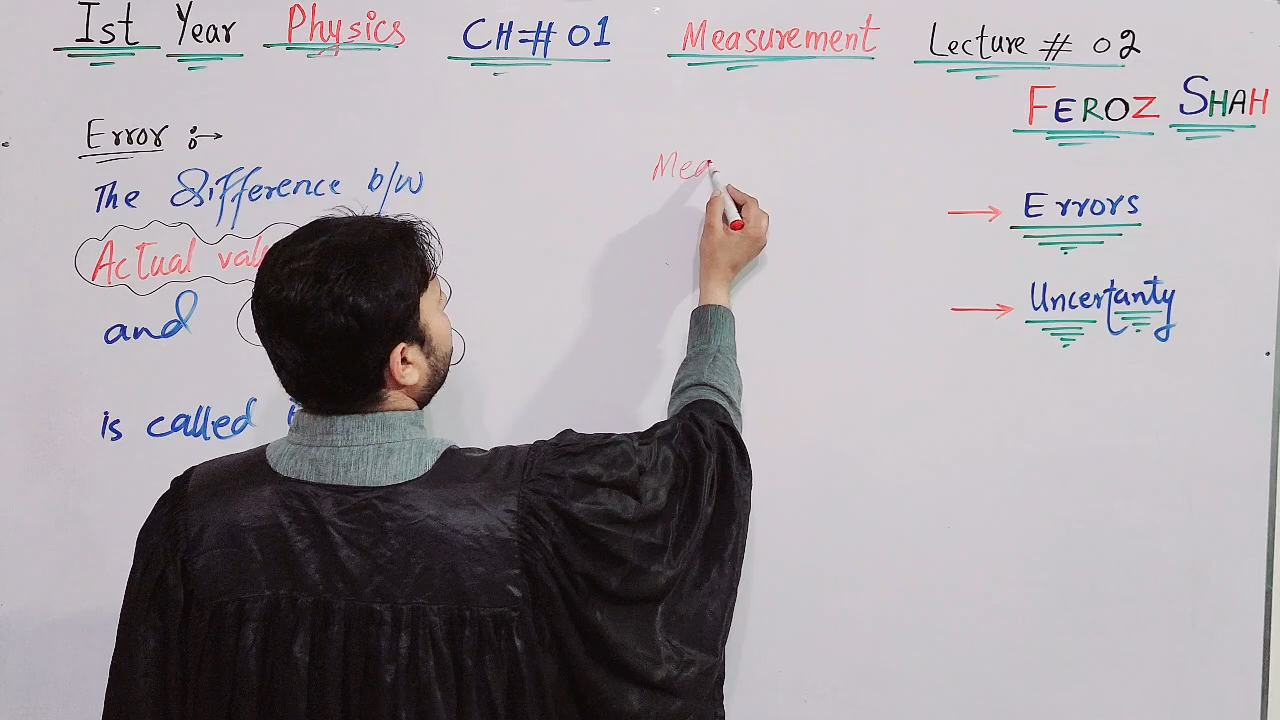 Ist Year Physics CH=# 01 Measurement Lecture # 02
FEROZ SHAH
Error :→
The Difference b/w
Actual
and
is called
Mea
→ Errors
→ Uncertanty